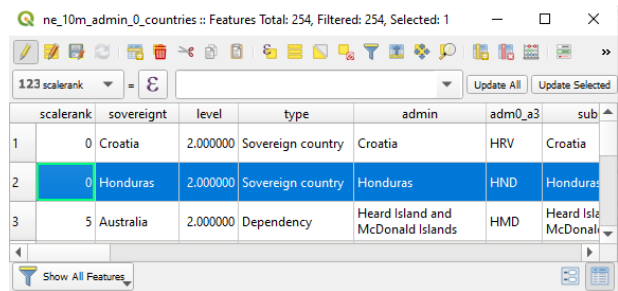 ne_10m_admin_0_countries :: Features Total: 254, Filtered: 254, Selected: 1
123 scalerank = ε Update All Update Selected
scalerank sovereignt level type admin adm0_a3 sub
1 0 Croatia 2.000000 Sovereign country Croatia HRV Croatia
2 0 Honduras 2.000000 Sovereign country Honduras HND Honduras
3 5 Australia 2.000000 Dependency Heard Island and McDonald Islands HMD Heard Isla McDonal
Show All Features